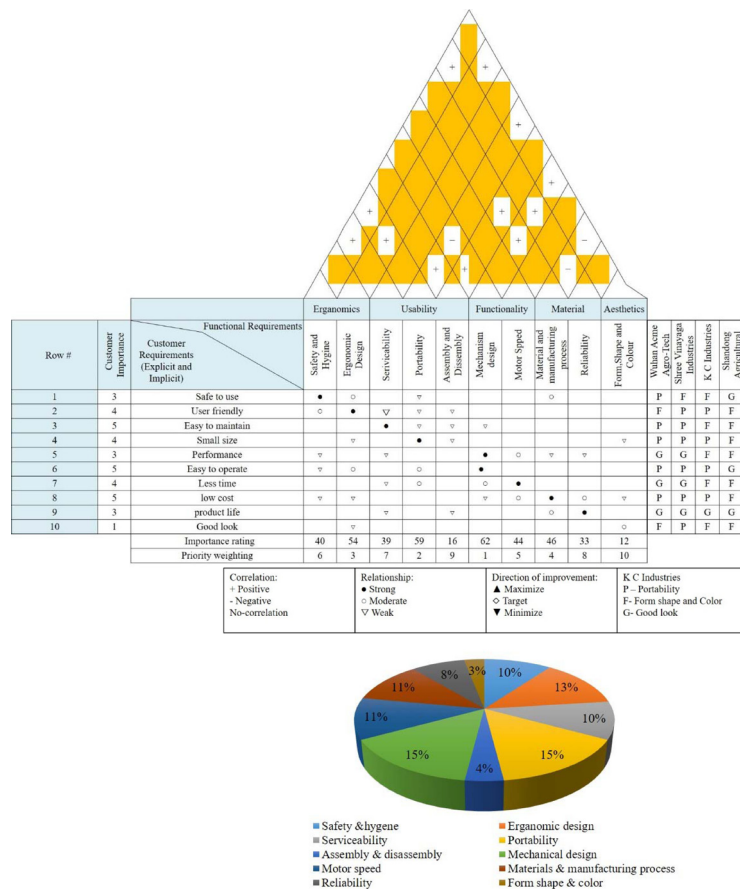 + +
+
+
+ + +
+ + − + −
+ + −
Erganomics Usability Functionality Material Aesthetics
Row # Customer Importance Functional Requirements Customer Requirements (Explicit and Implicit) Safety and Hygine Ergonomic Design Serivicability Portability Assembly and Dissembly Mechanism design Motor Spped Material and manufacturing process Reliability Form,Shape and Colour Wuhan Acme Agro-Tech Shree Vinayaga Industries K C Industries Shandong Agricultural
1 3 Safe to use ● ○ ▽ ○ P F F G
2 4 User friendly ○ ● ▽ ▽ ▽ F P P F
3 5 Easy to maintain ● ▽ ▽ ▽ P P F F
4 4 Small size ▽ ● ▽ ▽ P P F F
5 3 Performance ▽ ▽ ● ○ ▽ ▽ G G F F
6 5 Easy to operate ▽ ○ ○ ● P P P G
7 4 Less time ▽ ○ ○ ● G G F F
8 5 low cost ▽ ▽ ▽ ○ ● ○ ▽ P P P F
9 3 product life ▽ ▽ ○ ● G G G G
10 1 Good look ▽ ○ F P F F
Importance rating 40 54 39 59 16 62 44 46 33 12
Priority weighting 6 3 7 2 9 1 5 4 8 10
Correlation:
+ Positive
- Negative
No-correlation
Relationship:
● Strong
○ Moderate
▽ Weak
Direction of improvement:
▲ Maximize
◇ Target
▼ Minimize
K C Industries
P – Portability
F- Form shape and Color
G- Good look
3% 10%
8% 13%
11% 10%
11% 15%
15% 4%
Safety &hygene Erganomic design
Serviceability Portability
Assembly & disassembly Mechanical design
Motor speed Materials & manufacturing process
Reliability Form shape & color